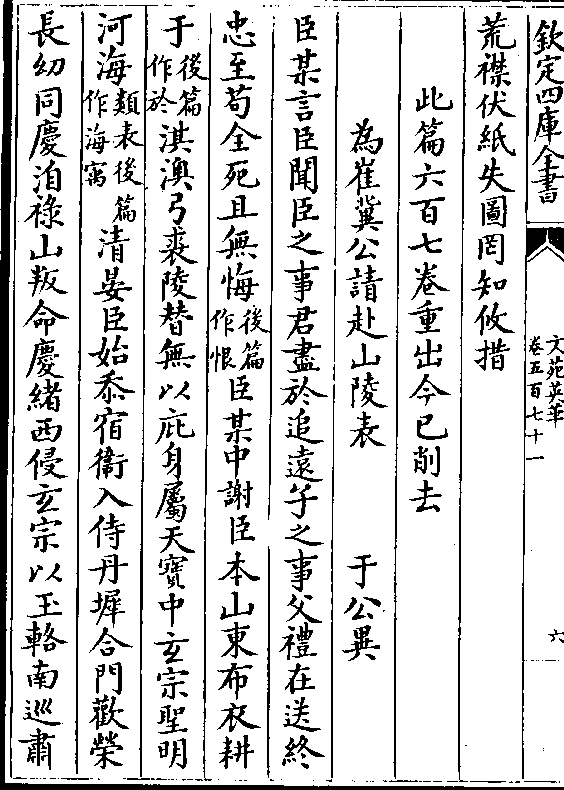 欽定四庫全書
文苑英華
卷五百七十一
六
荒襟伏紙失圖罔知攸措
此篇六百七卷重出今已削去
為崔冀公請赴山陵表 于公異
臣某言臣聞臣之事君盡於追遠子之事父禮在送終
忠至苟全死且無悔後篇作恨臣某中謝臣本山東布衣耕
于後篇作於淇澳弓裘陵替無以庇身屬天寶中玄宗聖明
河海類表後篇作海寓清晏臣始忝宿衛入侍丹墀合門歡榮
長幼同慶洎祿山叛命慶緒西侵玄宗以玉輅南巡肅